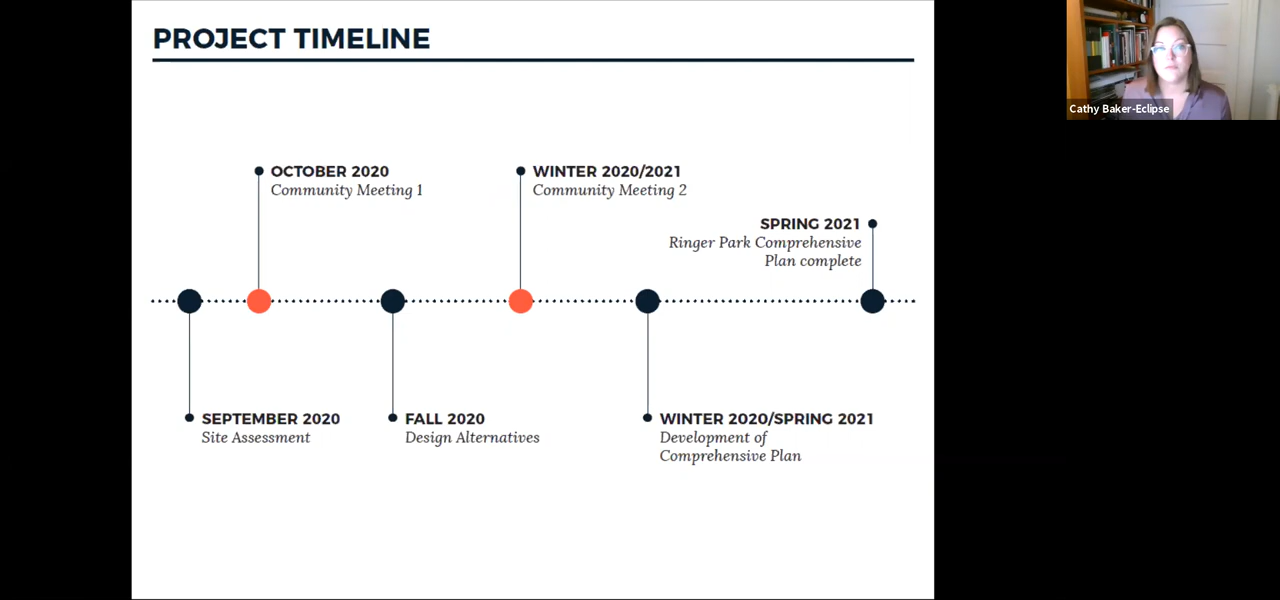 PROJECT TIMELINE
Cathy Baker-Eclipse
OCTOBER 2020
Community Meeting 1
WINTER 2020/2021
Community Meeting 2
SPRING 2021
Ringer Park Comprehensive
Plan complete
SEPTEMBER 2020
Site Assessment
FALL 2020
Design Alternatives
WINTER 2020/SPRING 2021
Development of
Comprehensive Plan